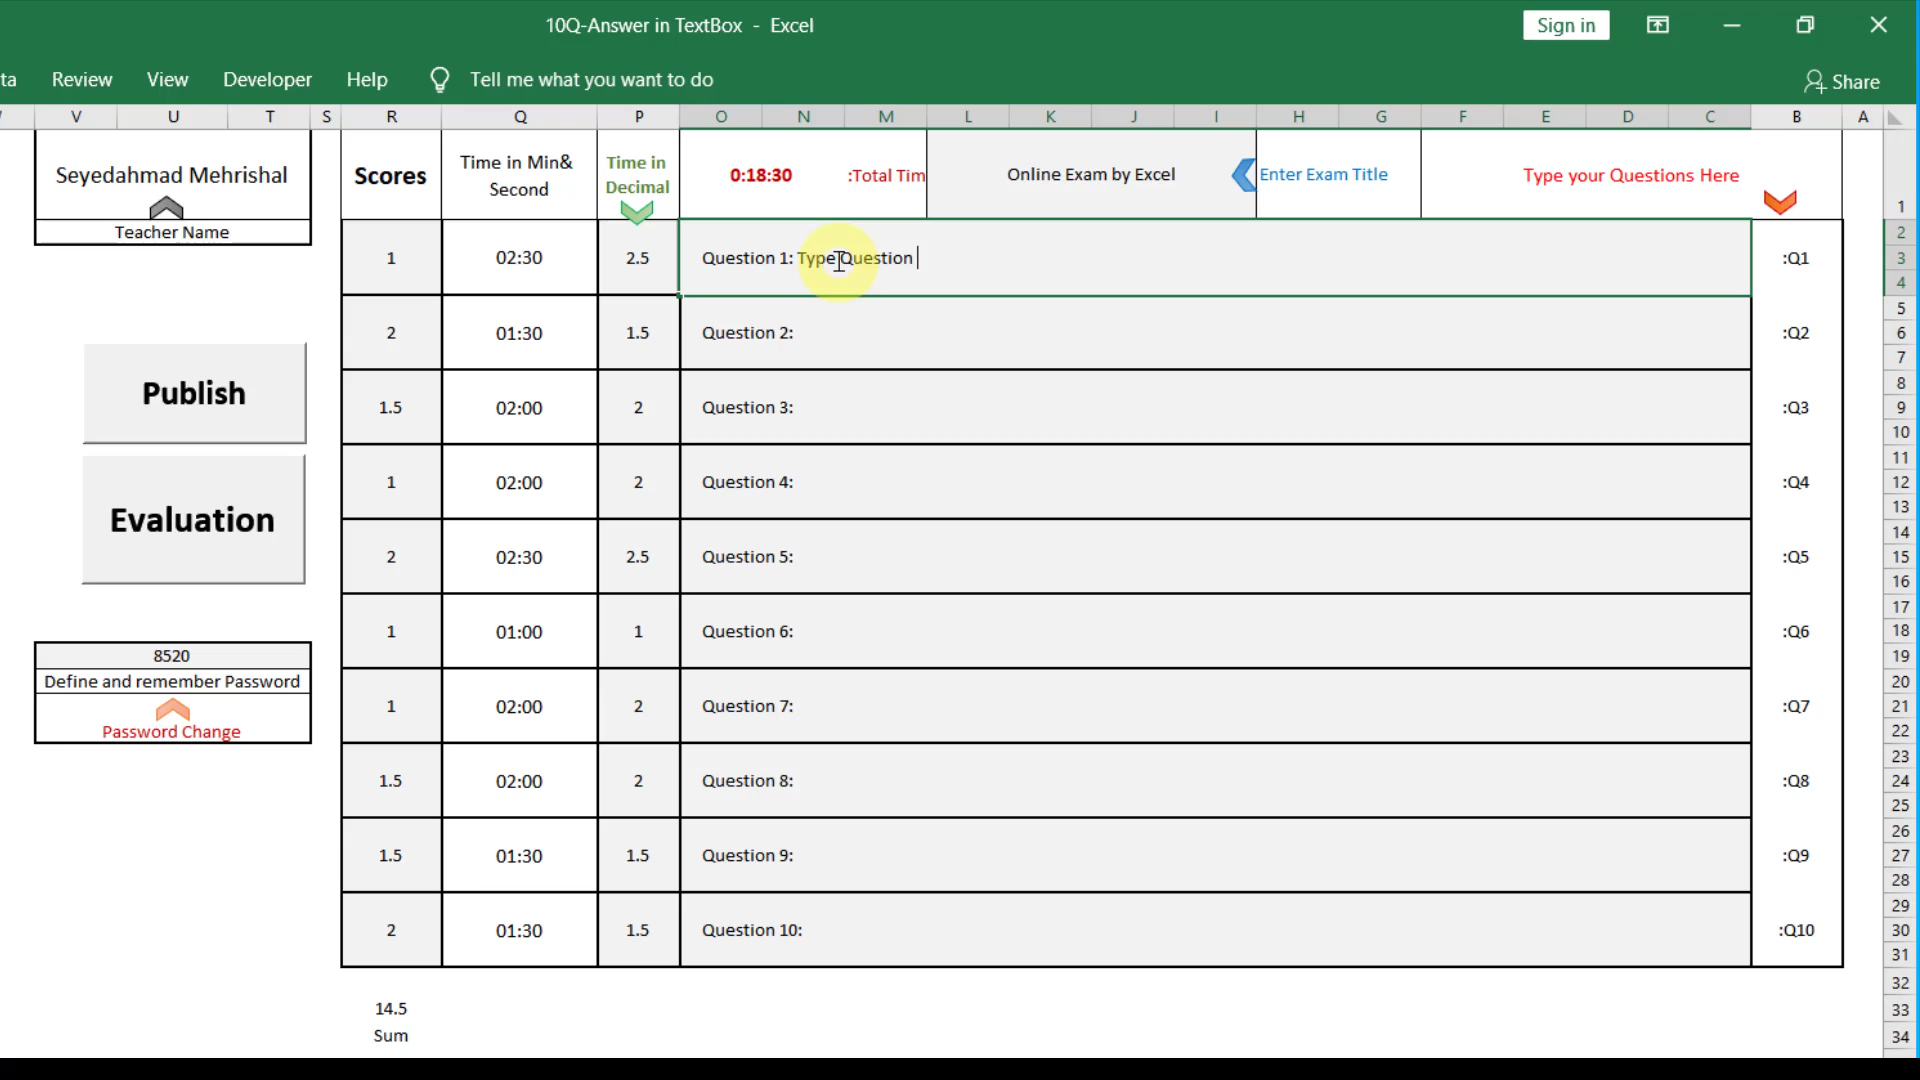 10Q-Answer in TextBox - Excel
Sign in
ta Review View Developer Help Tell me what you want to do
Share
V U T S R Q P O N M L K J I H G F E D C B A
Seyedahmad Mehrishal
Teacher Name
Scores
Time in Min&
Second
Time in
Decimal
0:18:30 :Total Tim
Online Exam by Excel
Enter Exam Title
Type your Questions Here
1
1 02:30 2.5 Question 1: Type Question :Q1
2 01:30 1.5 Question 2: :Q2
1.5 02:00 2 Question 3: :Q3
1 02:00 2 Question 4: :Q4
2 02:30 2.5 Question 5: :Q5
1 01:00 1 Question 6: :Q6
1 02:00 2 Question 7: :Q7
1.5 02:00 2 Question 8: :Q8
1.5 01:30 1.5 Question 9: :Q9
2 01:30 1.5 Question 10: :Q10
14.5
Sum
Publish
Evaluation
8520
Define and remember Password
Password Change
2
3
4
5
6
7
8
9
10
11
12
13
14
15
16
17
18
19
20
21
22
23
24
25
26
27
28
29
30
31
32
33
34